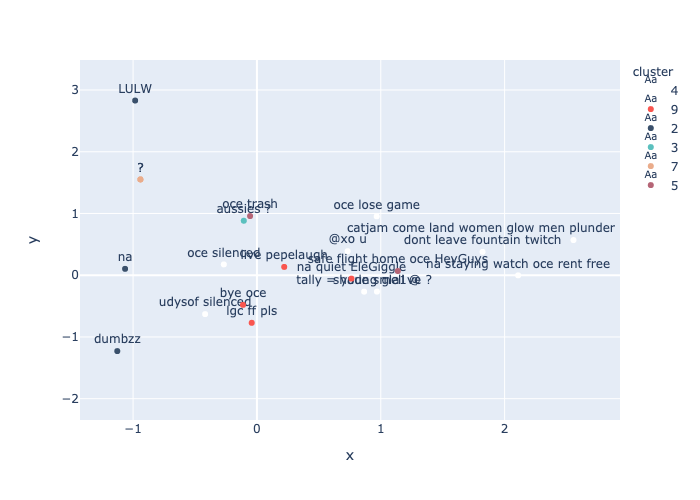 cluster
Aa 4
Aa 9
Aa 2
Aa 3
Aa 7
Aa 5
LULW
3
?
2
oce trash
oce lose game
aussies ?
1
catjam come land women glow men plunder
@xo u
dont leave fountain twitch
y
oce silenced
live pepelaugh
safe flight home oce HeyGuys
na
na quiet EleGiggle
na staying watch oce rent free
0
tally =
bye oce
udysof silenced
lgc ff pls
−1
dumbzz
−2
−1 0 1 2
x